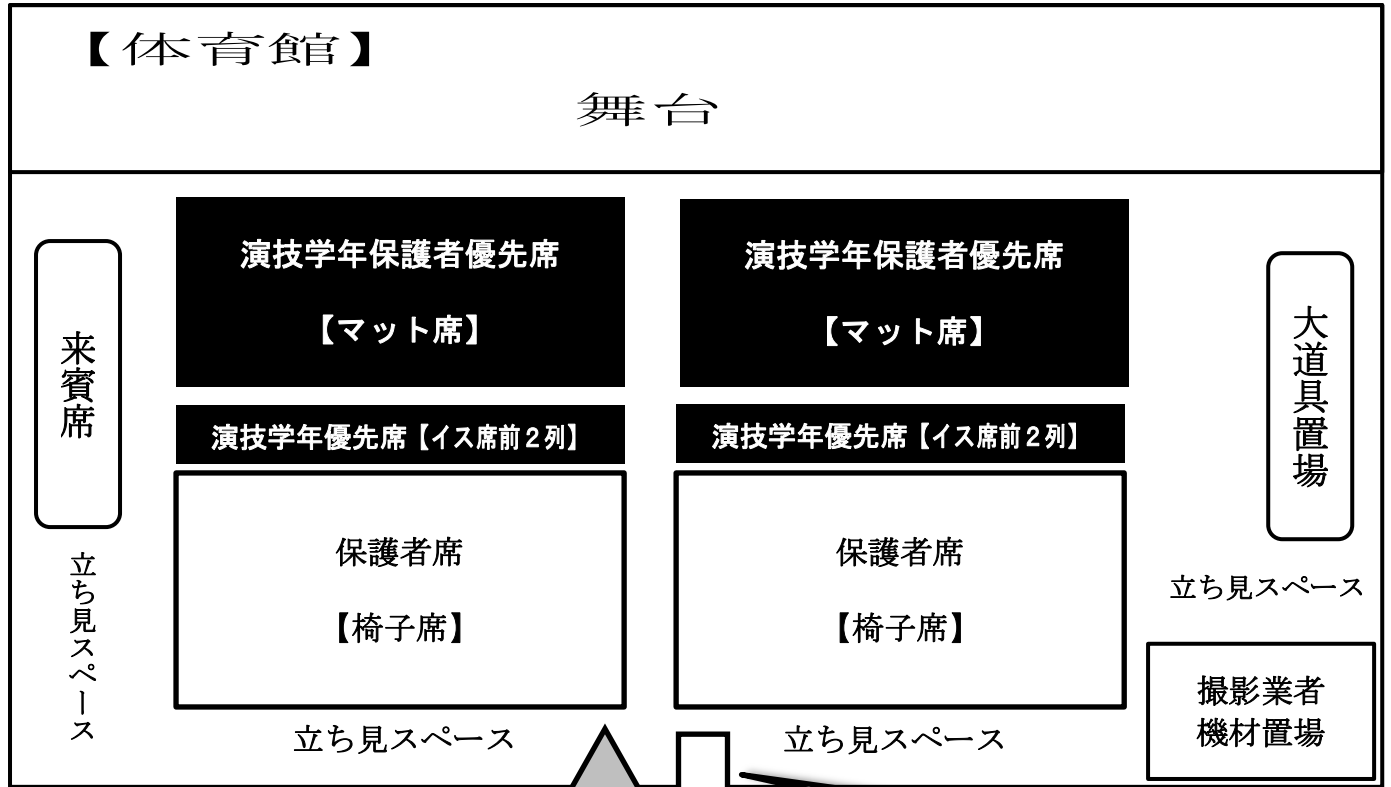 【体育館】
舞台
演技学年保護者優先席
【マット席】
演技学年保護者優先席
【マット席】
来賓席
大道具置場
演技学年優先席【イス席前２列】
演技学年優先席【イス席前２列】
保護者席
【椅子席】
保護者席
【椅子席】
立ち見スペース
立ち見スペース
撮影業者
機材置場
立ち見スペース
立ち見スペース